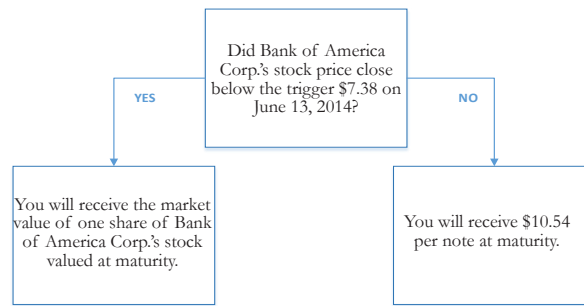 Did Bank of America
Corp.'s stock price close
below the trigger $7.38 on
June 13, 2014?
YES
NO
You will receive the market
value of one share of Bank
of America Corp.'s stock
valued at maturity.
You will receive $10.54
per note at maturity.